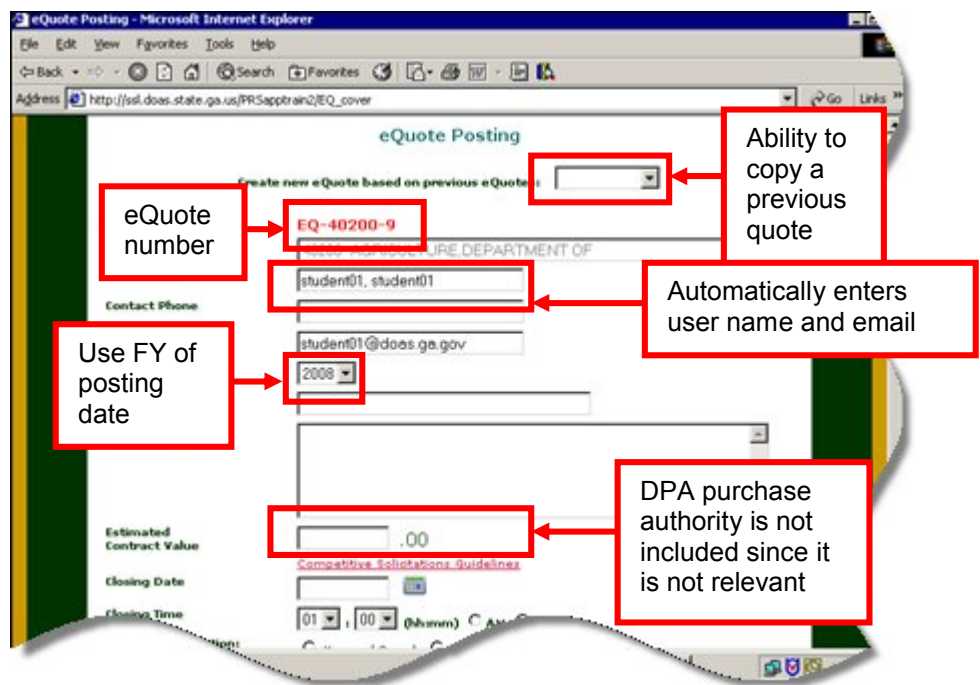 eQuote Posting - Microsoft Internet Explorer
File Edit View Favorites Tools Help
Back Search Favorites
Address http://ssl.doas.state.ga.us/PRSapptrain2/EQ_cover Go Links »
eQuote Posting
Create new eQuote based on previous eQuotes:
Ability to
copy a
previous
quote
eQuote
number
EQ-40200-9
40200- AGRICULTURE,DEPARTMENT OF
student01, student01
Automatically enters
user name and email
Contact Phone
student01@doas.ga.gov
Use FY of
posting
date
2008
DPA purchase
authority is not
included since it
is not relevant
Estimated
Contract Value
.00
Competitive Solicitations Guidelines
Closing Date
Closing Time
01 : 00 (hh:mm)